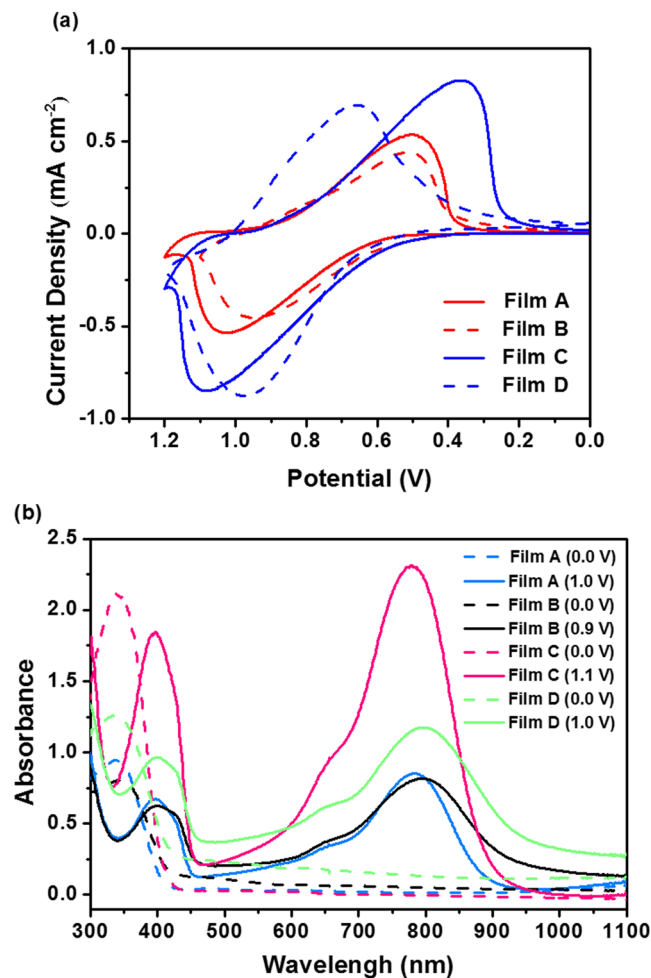 (a)
1.0
0.5
0.0
-0.5
-1.0
Current Density (mA cm-2)
Film A
Film B
Film C
Film D
1.2 1.0 0.8 0.6 0.4 0.2 0.0
Potential (V)
(b)
2.5
2.0
1.5
1.0
0.5
0.0
Absorbance
Film A (0.0 V)
Film A (1.0 V)
Film B (0.0 V)
Film B (0.9 V)
Film C (0.0 V)
Film C (1.1 V)
Film D (0.0 V)
Film D (1.0 V)
300 400 500 600 700 800 900 1000 1100
Wavelengh (nm)